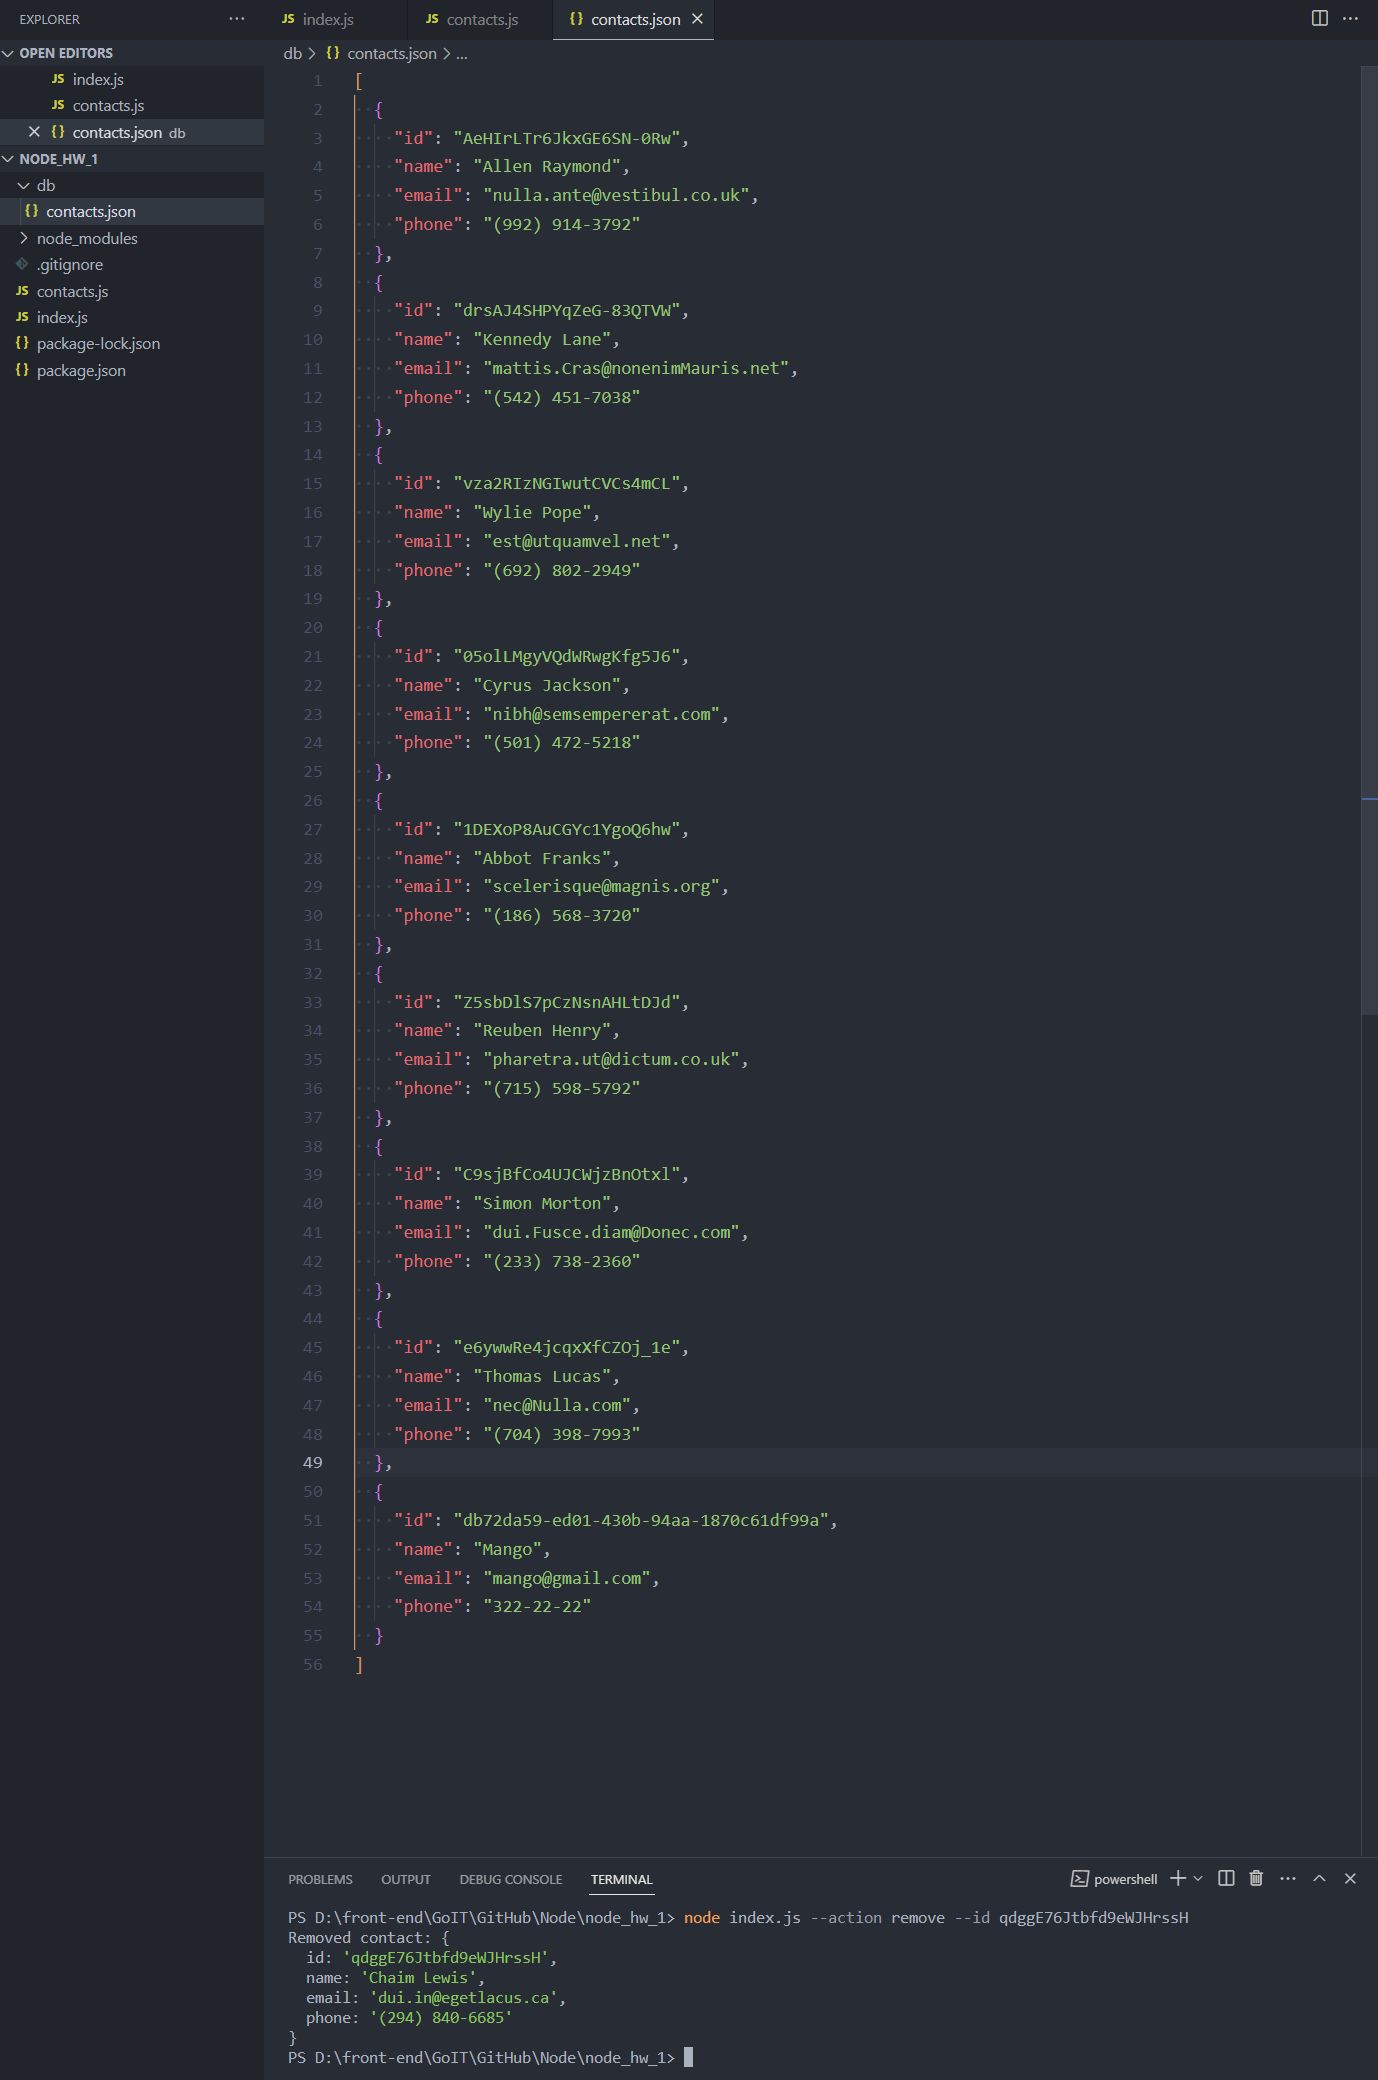 EXPLORER
OPEN EDITORS
JS index.js
JS contacts.js
{} contacts.json db
NODE_HW_1
db
{} contacts.json
node_modules
.gitignore
JS contacts.js
JS index.js
{} package-lock.json
{} package.json
JS index.js JS contacts.js {} contacts.json
db > {} contacts.json > ...
1 [
2 {
3 "id": "AeHIrLTr6JkxGE6SN-0Rw",
4 "name": "Allen Raymond",
5 "email": "nulla.ante@vestibul.co.uk",
6 "phone": "(992) 914-3792"
7 },
8 {
9 "id": "drsAJ4SHPYqZeG-83QTVW",
10 "name": "Kennedy Lane",
11 "email": "mattis.Cras@nonenimMauris.net",
12 "phone": "(542) 451-7038"
13 },
14 {
15 "id": "vza2RIzNGIwutCVCs4mCL",
16 "name": "Wylie Pope",
17 "email": "est@utquamvel.net",
18 "phone": "(692) 802-2949"
19 },
20 {
21 "id": "05olLMgyVQdWRwgKfg5J6",
22 "name": "Cyrus Jackson",
23 "email": "nibh@semsempererat.com",
24 "phone": "(501) 472-5218"
25 },
26 {
27 "id": "1DEXoP8AuCGYc1YgoQ6hw",
28 "name": "Abbot Franks",
29 "email": "scelerisque@magnis.org",
30 "phone": "(186) 568-3720"
31 },
32 {
33 "id": "Z5sbDlS7pCzNsnAHLtDJd",
34 "name": "Reuben Henry",
35 "email": "pharetra.ut@dictum.co.uk",
36 "phone": "(715) 598-5792"
37 },
38 {
39 "id": "C9sjBfCo4UJCWjzBnOtxl",
40 "name": "Simon Morton",
41 "email": "dui.Fusce.diam@Donec.com",
42 "phone": "(233) 738-2360"
43 },
44 {
45 "id": "e6ywwRe4jcqxXfCZOj_1e",
46 "name": "Thomas Lucas",
47 "email": "nec@Nulla.com",
48 "phone": "(704) 398-7993"
49 },
50 {
51 "id": "db72da59-ed01-430b-94aa-1870c61df99a",
52 "name": "Mango",
53 "email": "mango@gmail.com",
54 "phone": "322-22-22"
55 }
56 ]
PROBLEMS OUTPUT DEBUG CONSOLE TERMINAL powershell
PS D:\front-end\GoIT\GitHub\Node\node_hw_1> node index.js --action remove --id qdggE76Jtbfd9eWJHrssH
Removed contact: {
id: 'qdggE76Jtbfd9eWJHrssH',
name: 'Chaim Lewis',
email: 'dui.in@egetlacus.ca',
phone: '(294) 840-6685'
}
PS D:\front-end\GoIT\GitHub\Node\node_hw_1>